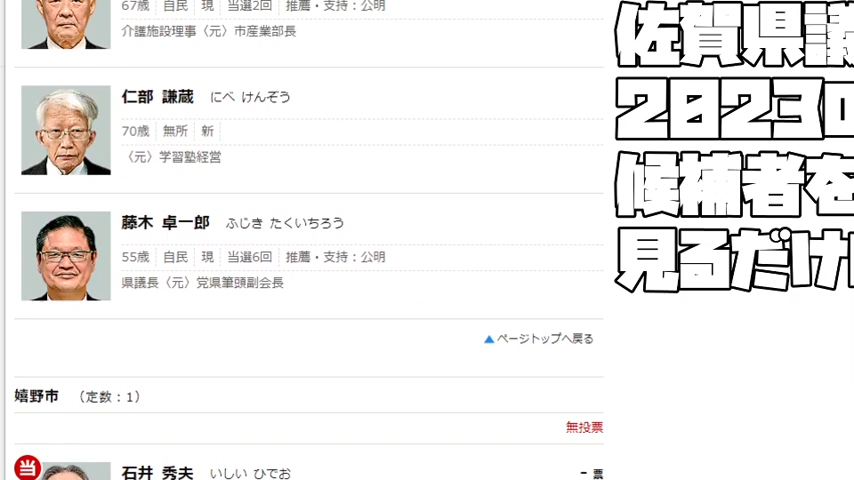 67歳 自民 現 当選2回 推薦・支持：公明
介護施設理事〈元〉市産業部長
仁部 謙蔵 にべ けんぞう
70歳 無所 新
〈元〉学習塾経営
藤木 卓一郎 ふじき たくいちろう
55歳 自民 現 当選6回 推薦・支持：公明
県議長〈元〉党県筆頭副会長
▲ページトップへ戻る
嬉野市 （定数：1）
無投票
当 石井 秀夫 いしい ひでお - 票
佐賀県議
2023の
候補者を
見るだけ